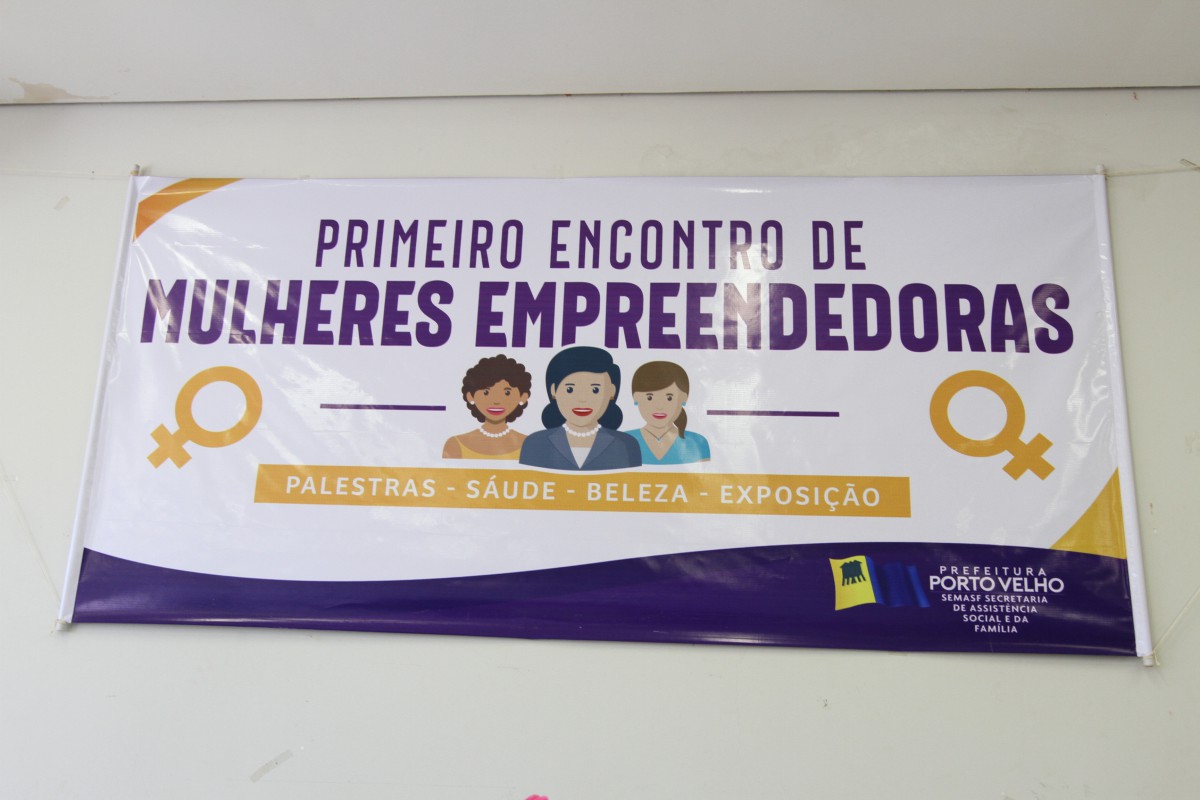 PRIMEIRO ENCONTRO DE
MULHERES EMPREENDEDORAS
PALESTRAS - SÁUDE - BELEZA - EXPOSIÇÃO
PREFEITURA
PORTO VELHO
SEMASF SECRETARIA
DE ASSISTÊNCIA
SOCIAL E DA
FAMÍLIA